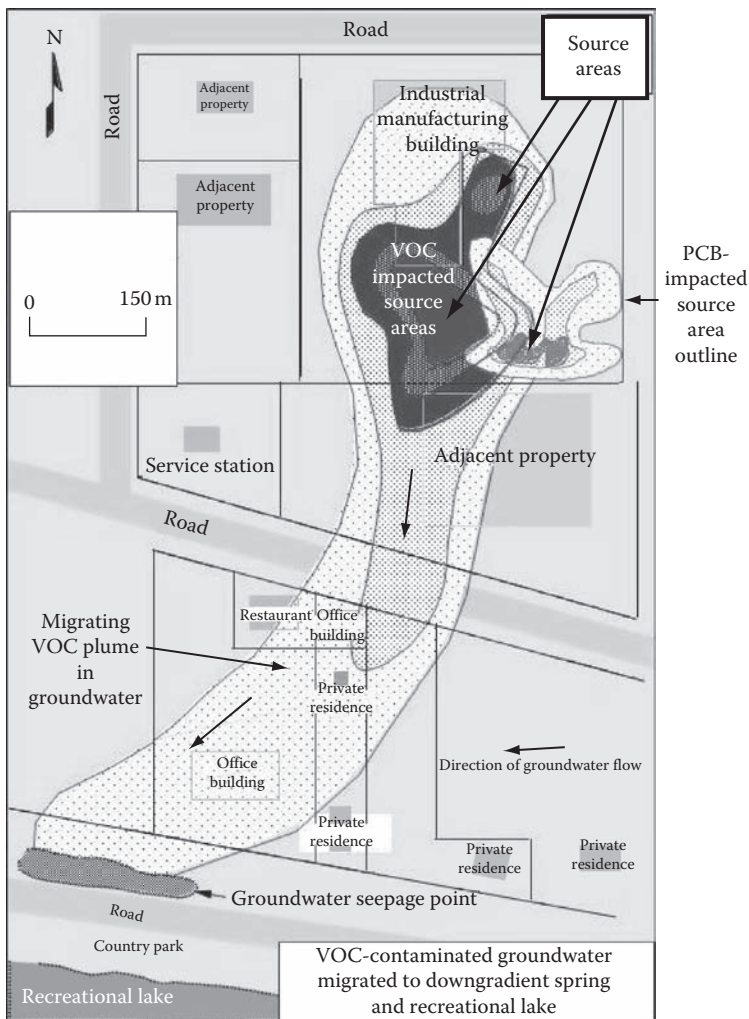 Road
N
Source
areas
Road
Adjacent
property
Industrial
manufacturing
building
Adjacent
property
0 150 m
VOC
impacted
source
areas
PCB-
impacted
source
area
outline
Service station
Adjacent property
Road
Migrating
VOC plume
in
groundwater
Restaurant
Office
building
Private
residence
Office
building
Direction of groundwater flow
Private
residence
Private
residence
Private
residence
Groundwater seepage point
Road
Country park
Recreational lake
VOC-contaminated groundwater
migrated to downgradient spring
and recreational lake